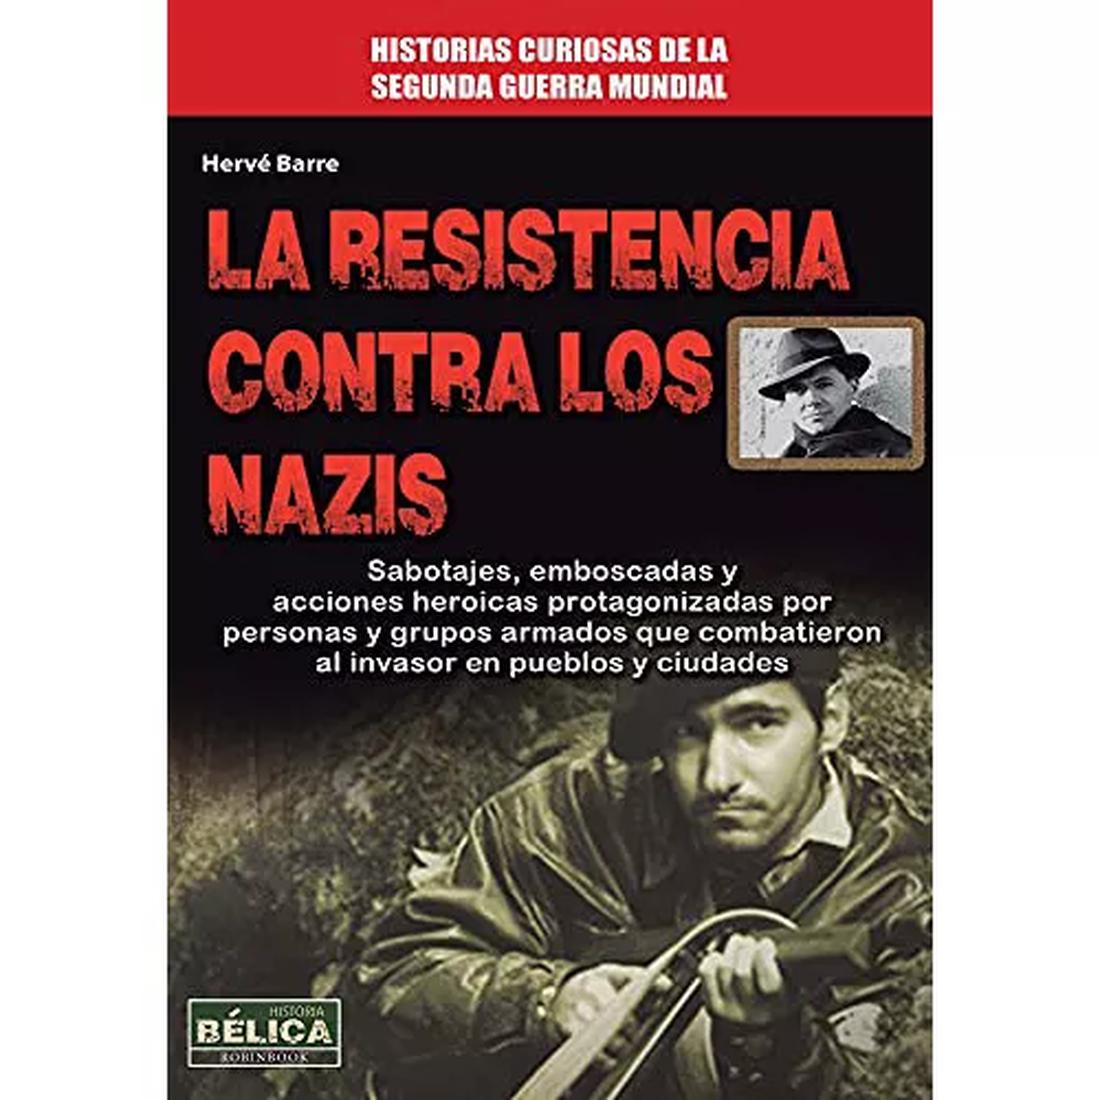 HISTORIAS CURIOSAS DE LA
SEGUNDA GUERRA MUNDIAL
Hervé Barre
LA RESISTENCIA
CONTRA LOS
NAZIS
Sabotajes, emboscadas y
acciones heroicas protagonizadas por
personas y grupos armados que combatieron
al invasor en pueblos y ciudades
HISTORIA
BÉLICA
ROBINBOOK